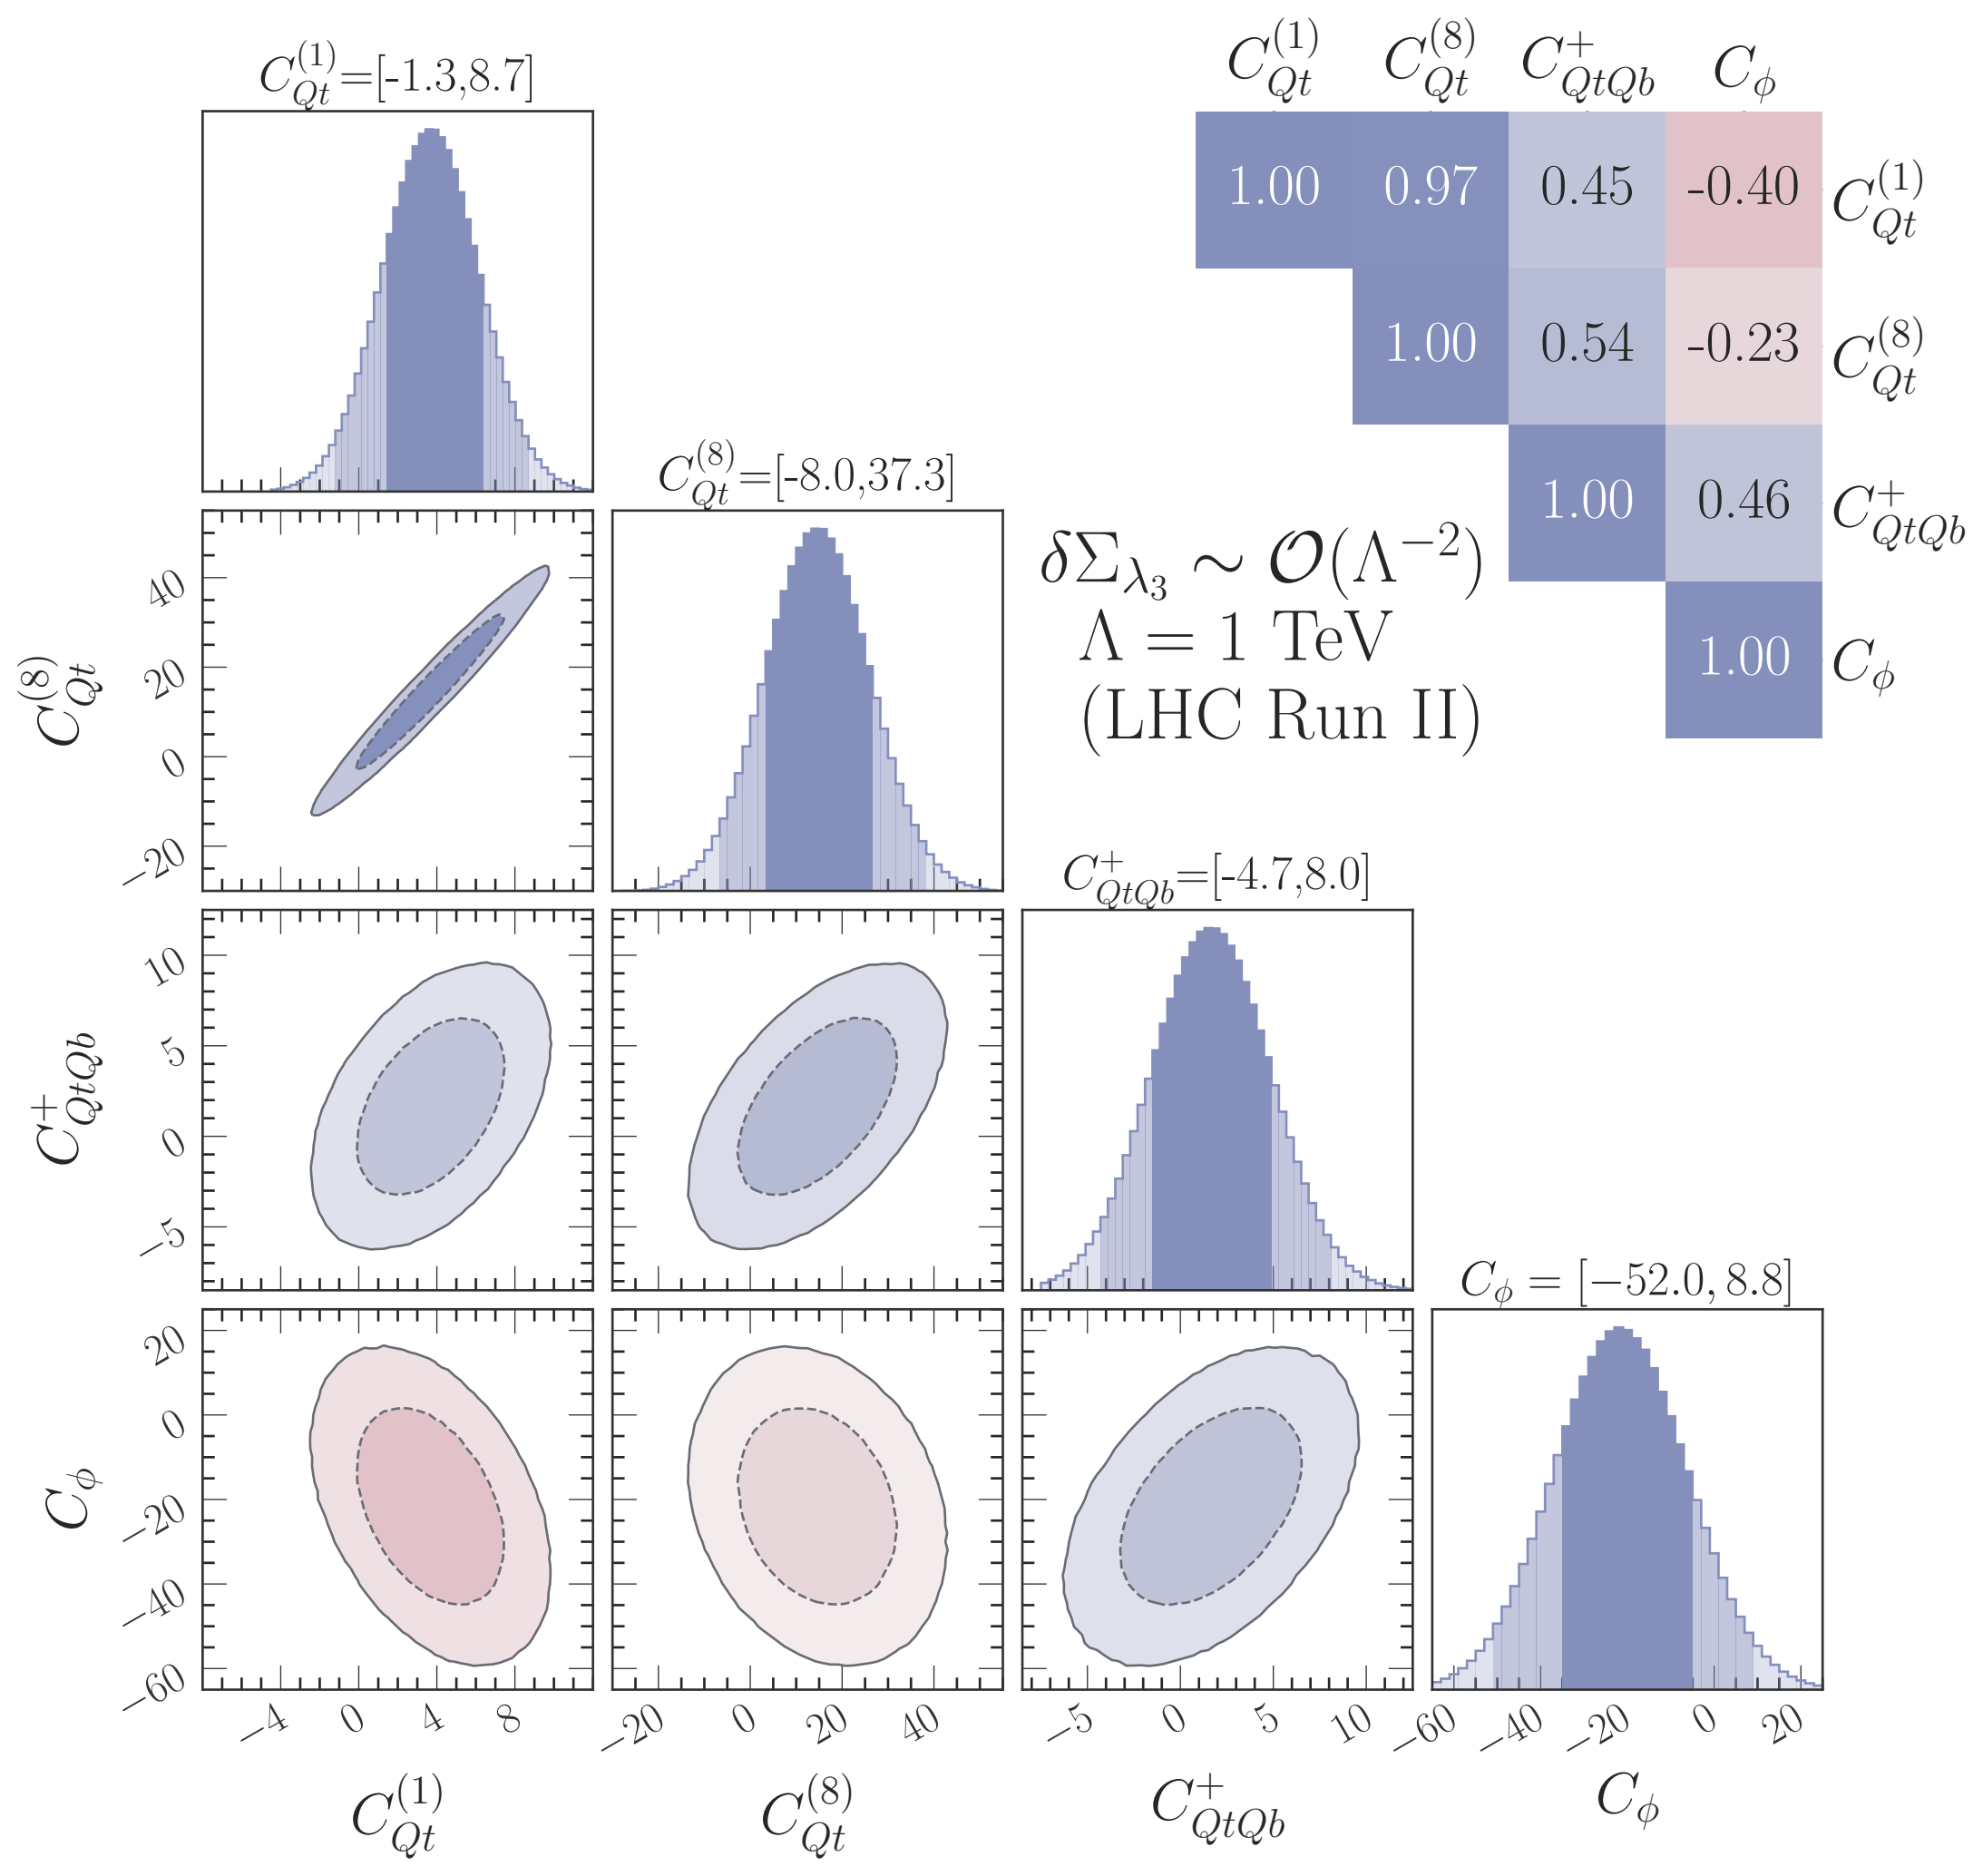 C_{Qt}^{(1)}=[-1.3,8.7]
C_{Qt}^{(1)} C_{Qt}^{(8)} C_{QtQb}^{+} C_ϕ
1.00 0.97 0.45 -0.40 C_{Qt}^{(1)}
1.00 0.54 -0.23 C_{Qt}^{(8)}
1.00 0.46 C_{QtQb}^{+}
1.00 C_ϕ
C_{Qt}^{(8)}=[-8.0,37.3]
δΣ_{λ_3} ∼ 𝒪(Λ^{−2})
Λ = 1 TeV
(LHC Run II)
C_{Qt}^{(8)}
40
20
0
−20
C_{QtQb}^{+}=[-4.7,8.0]
C_{QtQb}^{+}
10
5
0
−5
C_ϕ = [−52.0, 8.8]
C_ϕ
20
0
−20
−40
−60
−4 0 4 8
−20 0 20 40
−5 0 5 10
−60 −40 −20 0 20
C_{Qt}^{(1)} C_{Qt}^{(8)} C_{QtQb}^{+} C_ϕ